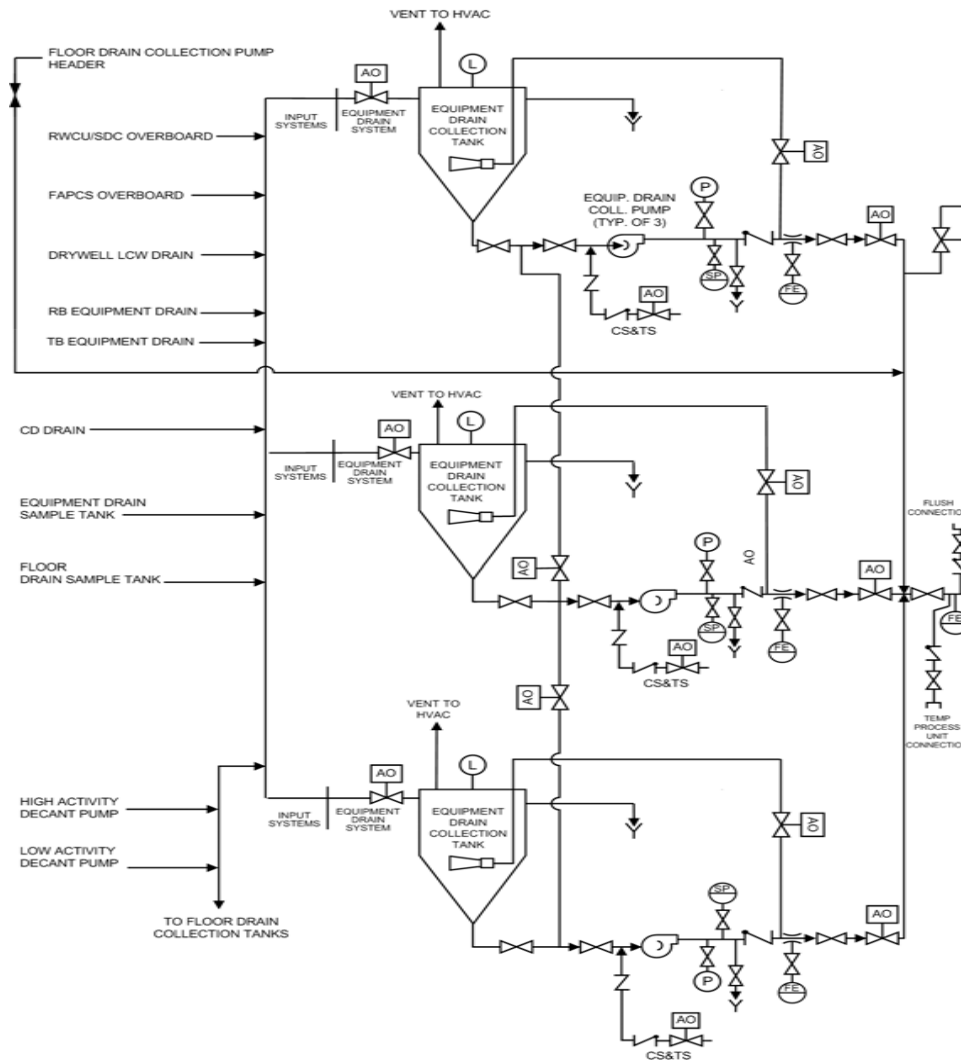 VENT TO HVAC
FLOOR DRAIN COLLECTION PUMP
HEADER
AO
L
INPUT
SYSTEMS
EQUIPMENT
DRAIN
SYSTEM
EQUIPMENT
DRAIN
COLLECTION
TANK
RWCU/SDC OVERBOARD
AO
FAPCS OVERBOARD
EQUIP. DRAIN
COLL. PUMP
(TYP. OF 3)
P
AO
DRYWELL LCW DRAIN
SP
FE
AO
CS&TS
RB EQUIPMENT DRAIN
TB EQUIPMENT DRAIN
VENT TO HVAC
CD DRAIN
AO
L
INPUT
SYSTEMS
EQUIPMENT
DRAIN
SYSTEM
EQUIPMENT
DRAIN
COLLECTION
TANK
AO
EQUIPMENT DRAIN
SAMPLE TANK
FLUSH
CONNECTION
P
AO
FLOOR
DRAIN SAMPLE TANK
AO
AO
SP
FE
FE
AO
CS&TS
AO
TEMP
PROCESS
UNIT
CONNECTION
VENT TO
HVAC
AO
L
HIGH ACTIVITY
DECANT PUMP
INPUT
SYSTEMS
EQUIPMENT
DRAIN
SYSTEM
EQUIPMENT
DRAIN
COLLECTION
TANK
AO
LOW ACTIVITY
DECANT PUMP
SP
AO
TO FLOOR DRAIN
COLLECTION TANKS
P
FE
AO
CS&TS